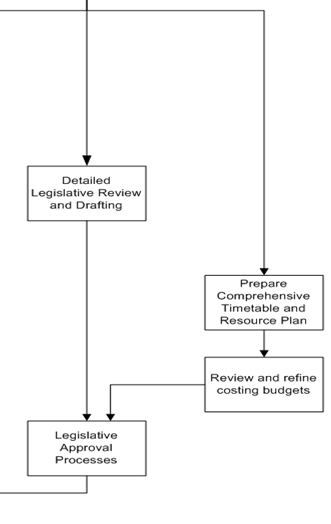 Detailed
Legislative Review
and Drafting
Prepare
Comprehensive
Timetable and
Resource Plan
Review and refine
costing budgets
Legislative
Approval
Processes